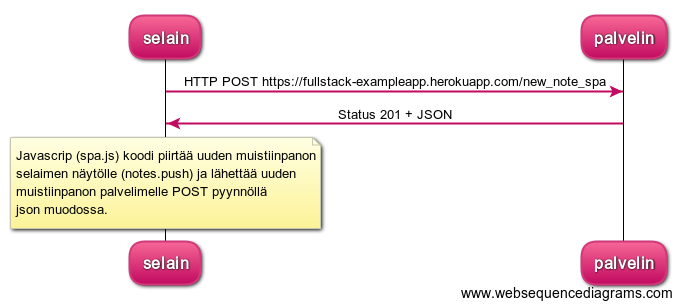 selain palvelin
HTTP POST https://fullstack-exampleapp.herokuapp.com/new_note_spa
Status 201 + JSON
Javascrip (spa.js) koodi piirtää uuden muistiinpanon
selaimen näytölle (notes.push) ja lähettää uuden
muistiinpanon palvelimelle POST pyynnöllä
json muodossa.
selain palvelin
www.websequencediagrams.com